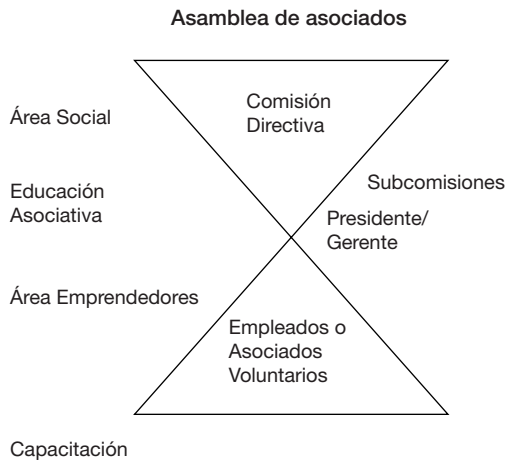 Asamblea de asociados
Comisión
Directiva
Área Social
Subcomisiones
Educación
Asociativa
Presidente/
Gerente
Área Emprendedores
Empleados o
Asociados
Voluntarios
Capacitación